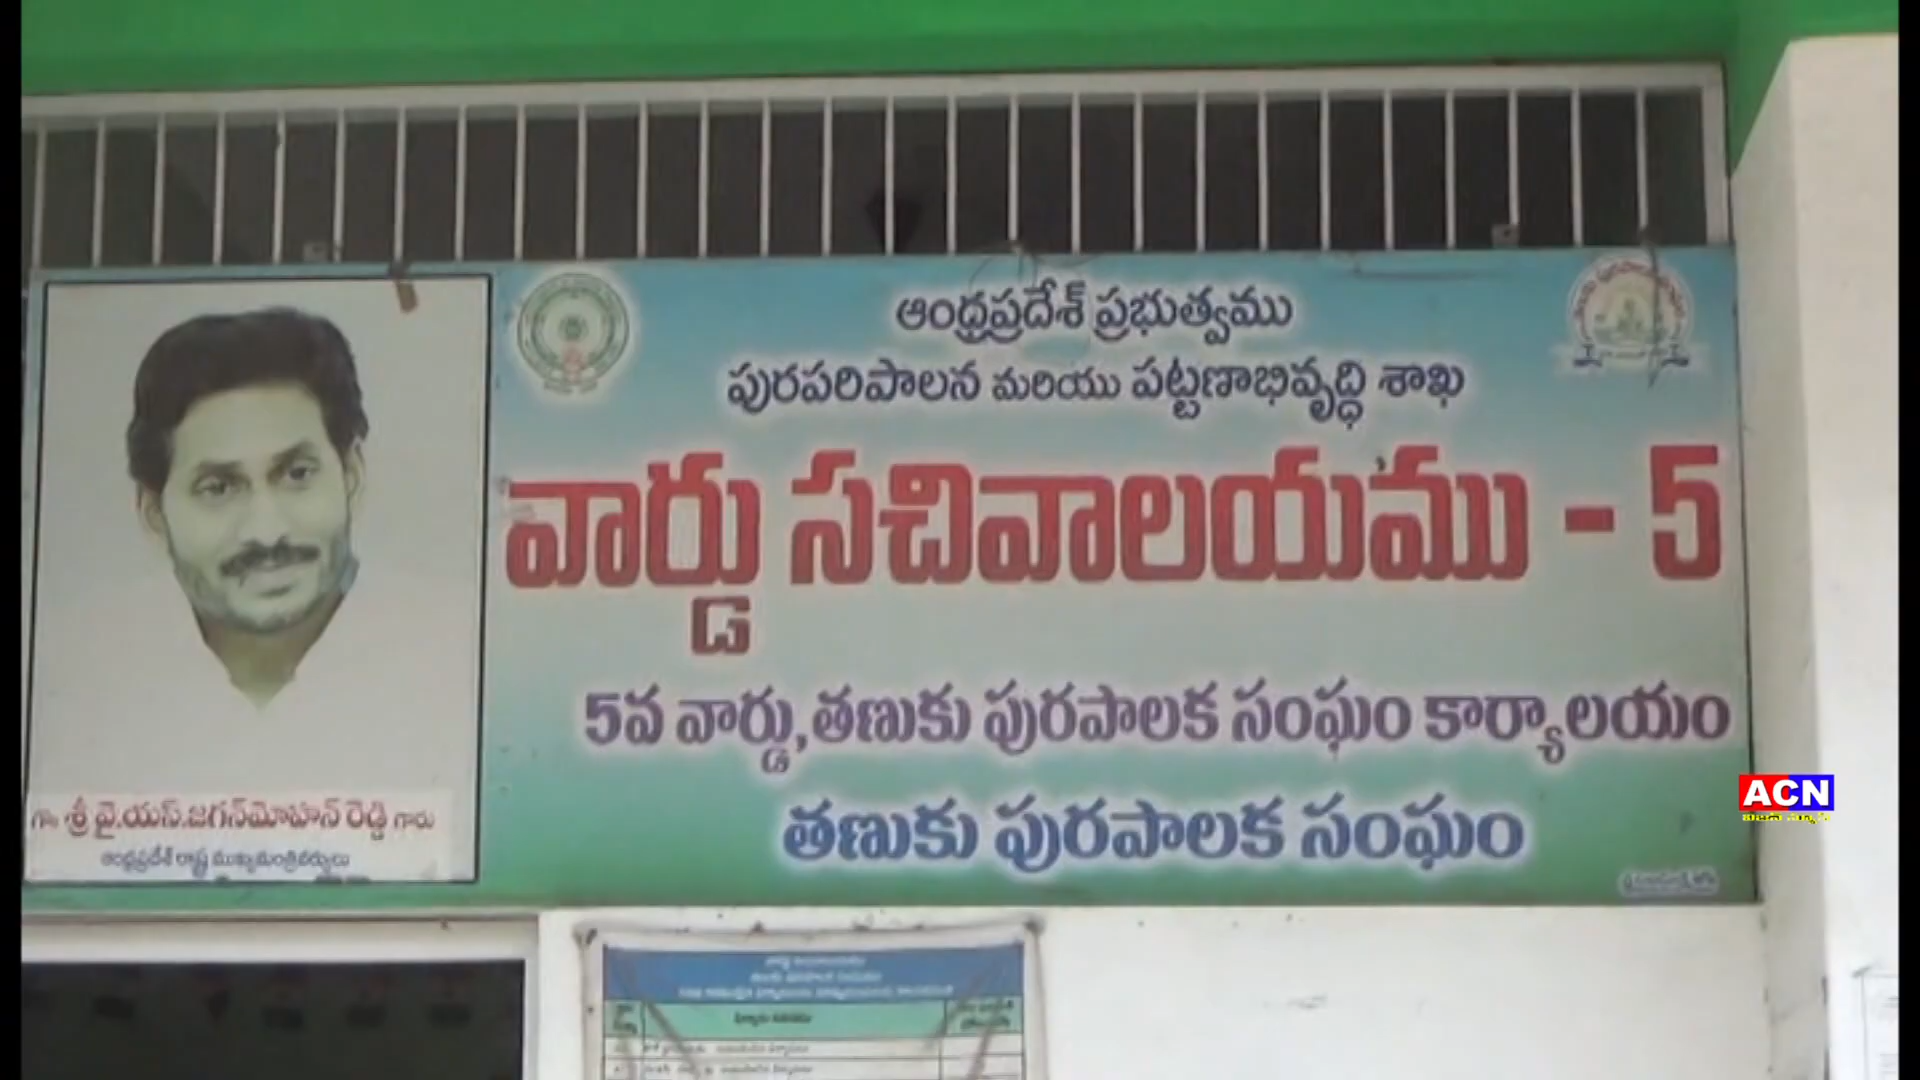 ఆంధ్రప్రదేశ్ ప్రభుత్వము
పురపరిపాలన మరియు పట్టణాభివృద్ధి శాఖ
వార్డు సచివాలయము - 5
5వ వార్డు,తణుకు పురపాలక సంఘం కార్యాలయం
తణుకు పురపాలక సంఘం
గౌ శ్రీ వై.యస్.జగన్‌మోహన్ రెడ్డి గారు
ఆంధ్రప్రదేశ్ రాష్ట్ర ముఖ్యమంత్రివర్యులు
ACN